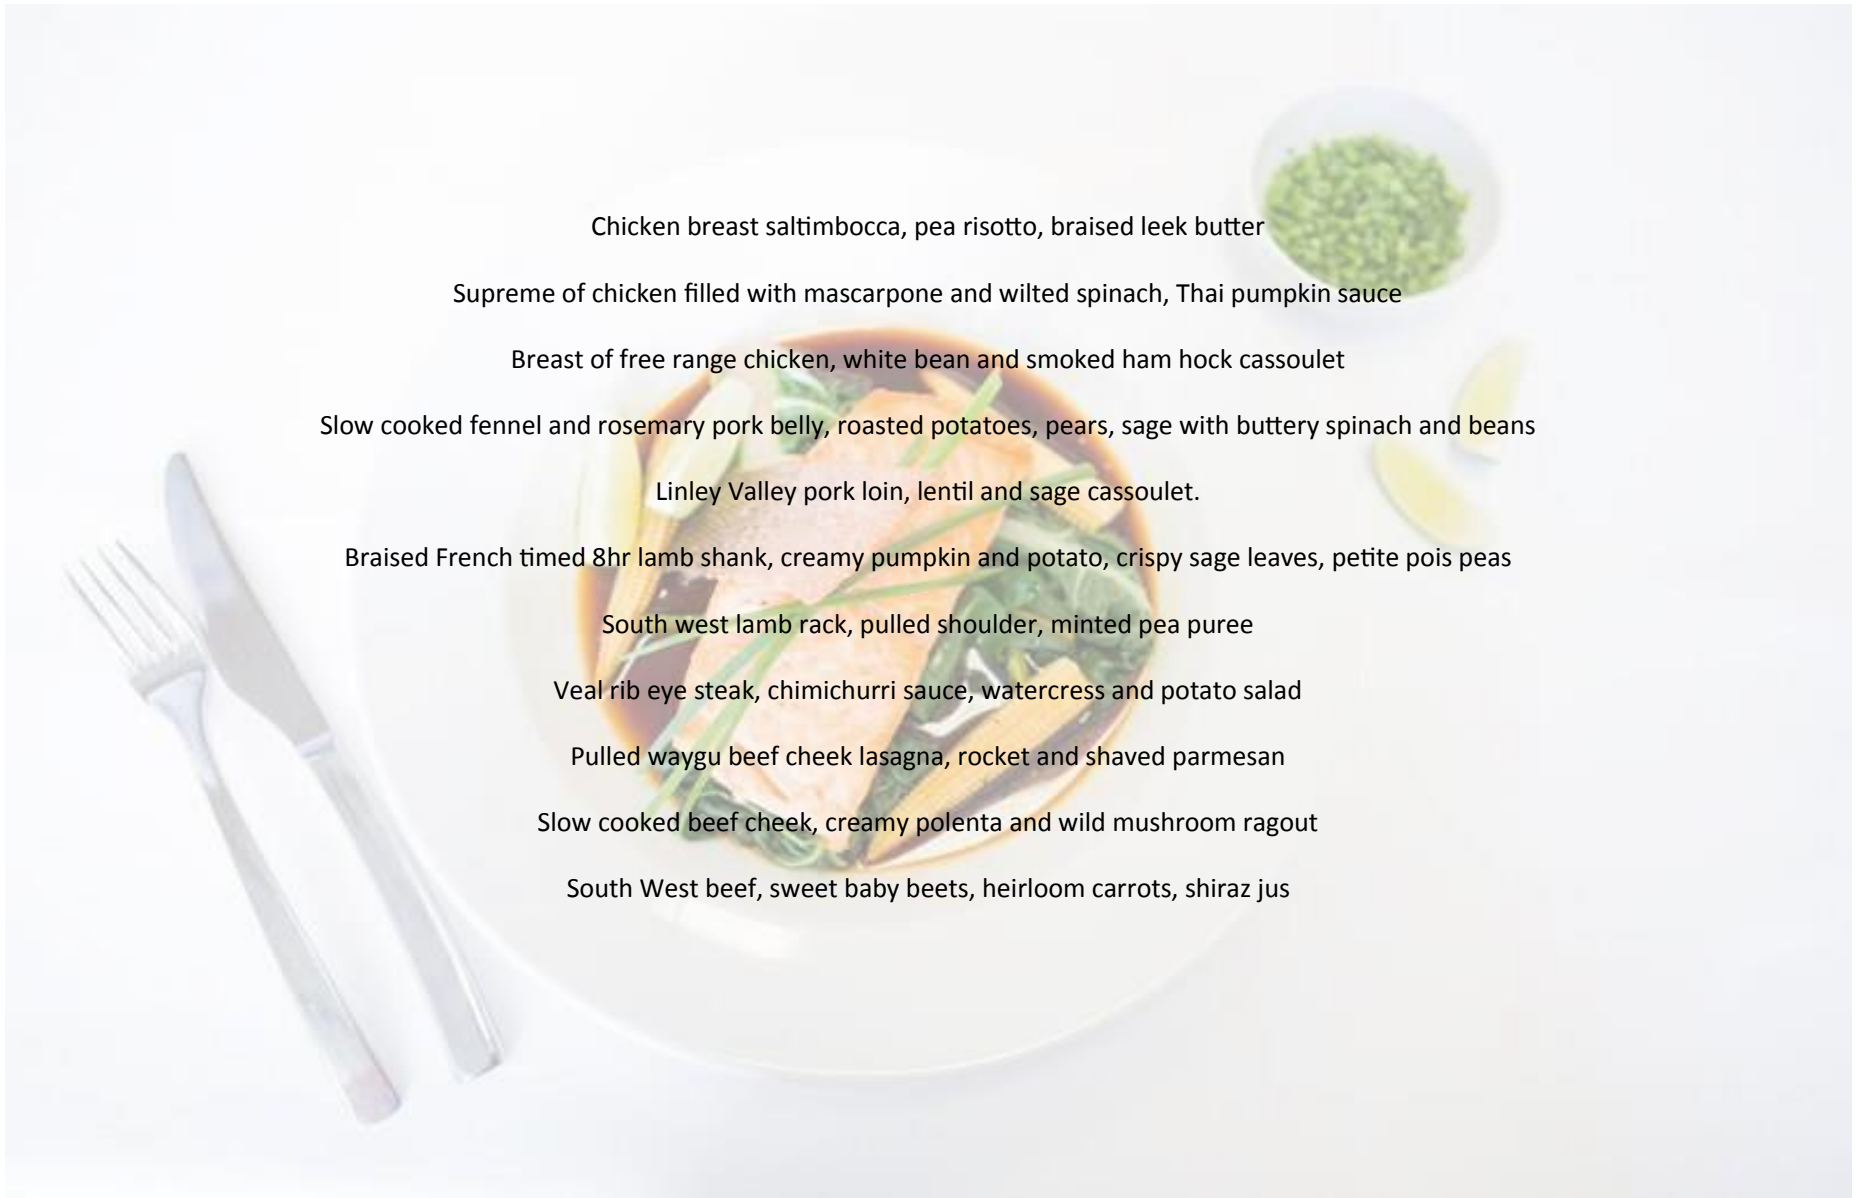 Chicken breast saltimbocca, pea risotto, braised leek butter
Supreme of chicken filled with mascarpone and wilted spinach, Thai pumpkin sauce
Breast of free range chicken, white bean and smoked ham hock cassoulet
Slow cooked fennel and rosemary pork belly, roasted potatoes, pears, sage with buttery spinach and beans
Linley Valley pork loin, lentil and sage cassoulet.
Braised French timed 8hr lamb shank, creamy pumpkin and potato, crispy sage leaves, petite pois peas
South west lamb rack, pulled shoulder, minted pea puree
Veal rib eye steak, chimichurri sauce, watercress and potato salad
Pulled waygu beef cheek lasagna, rocket and shaved parmesan
Slow cooked beef cheek, creamy polenta and wild mushroom ragout
South West beef, sweet baby beets, heirloom carrots, shiraz jus